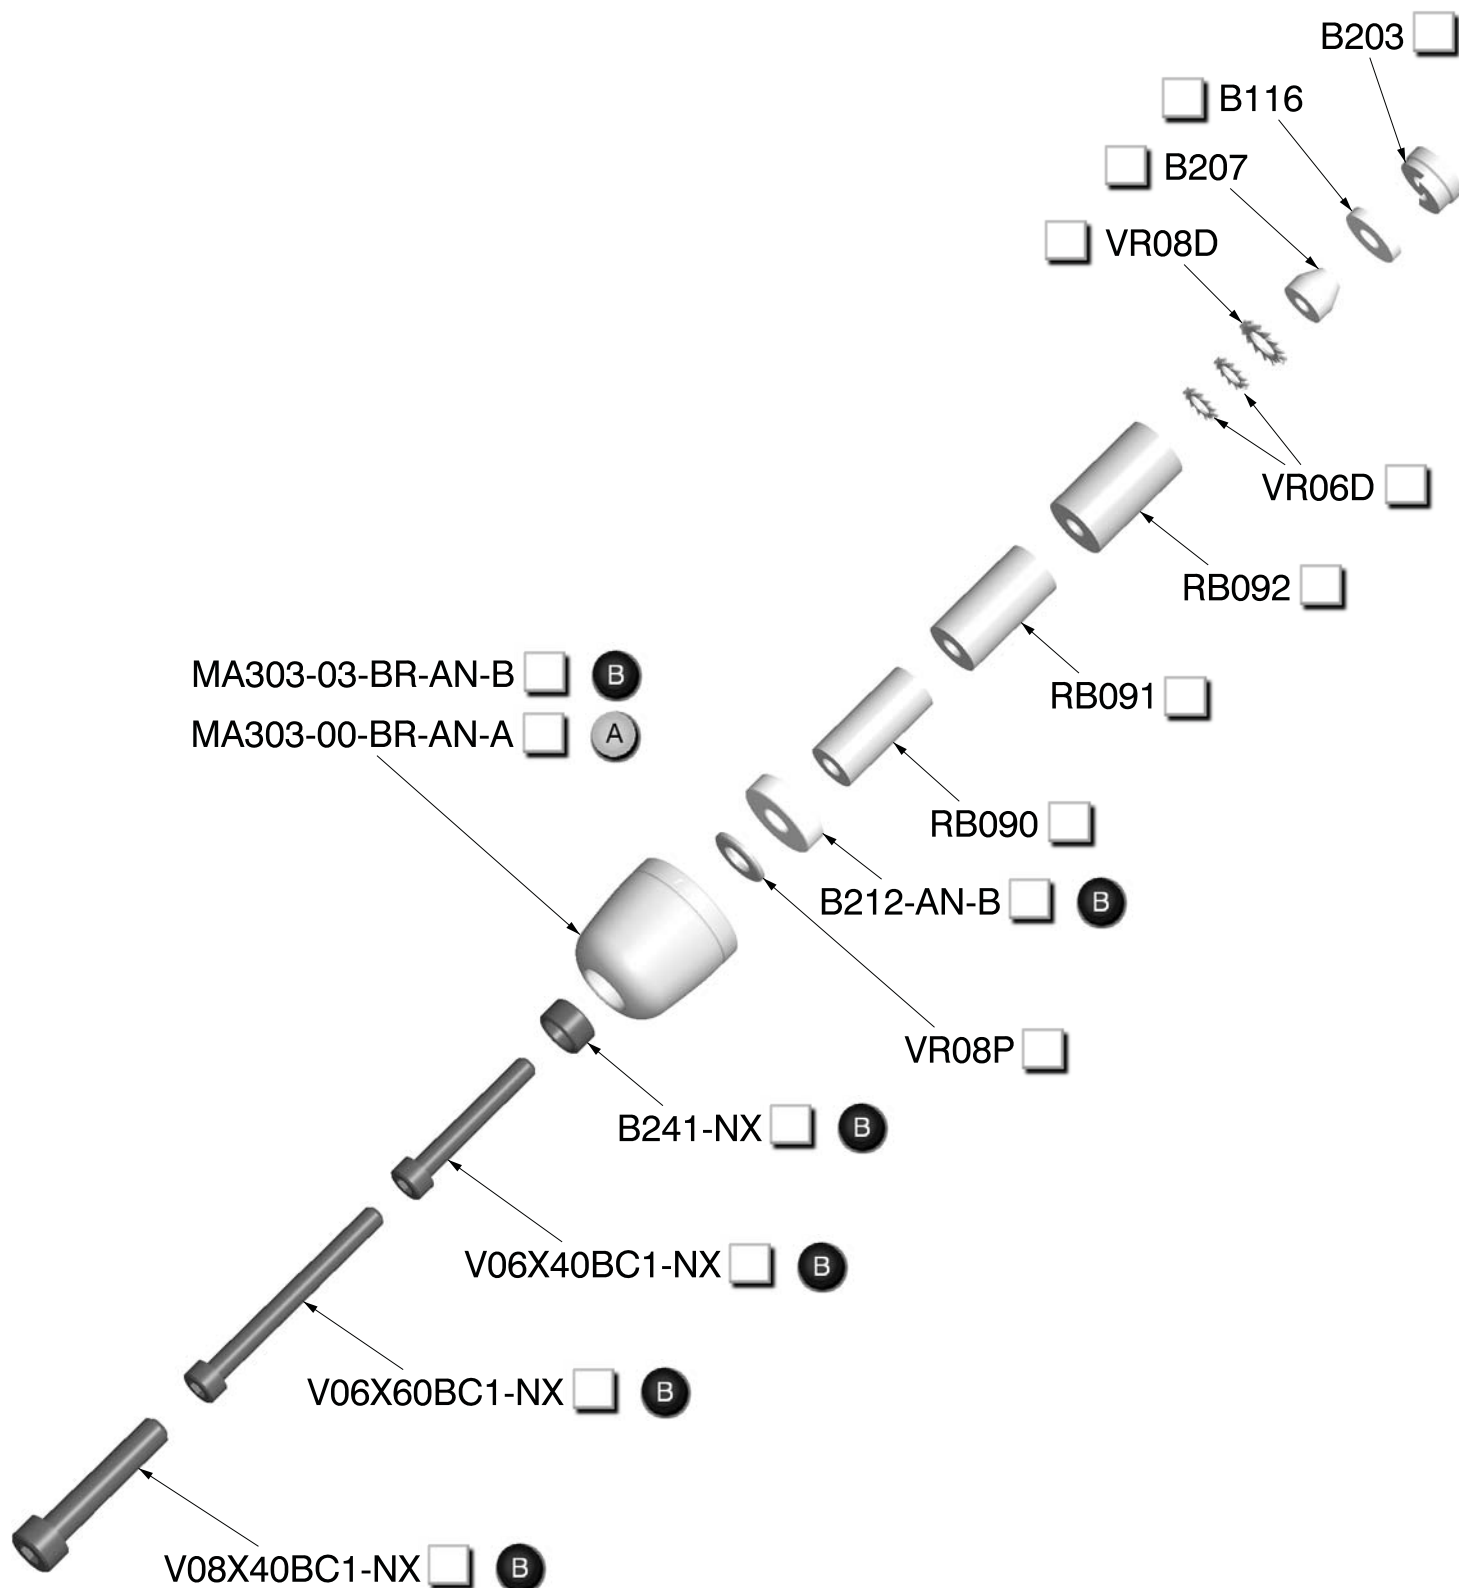 B203
B116
B207
VR08D
VR06D
RB092
MA303-03-BR-AN-B B
RB091
MA303-00-BR-AN-A A
RB090
B212-AN-B B
VR08P
B241-NX B
V06X40BC1-NX B
V06X60BC1-NX B
V08X40BC1-NX B